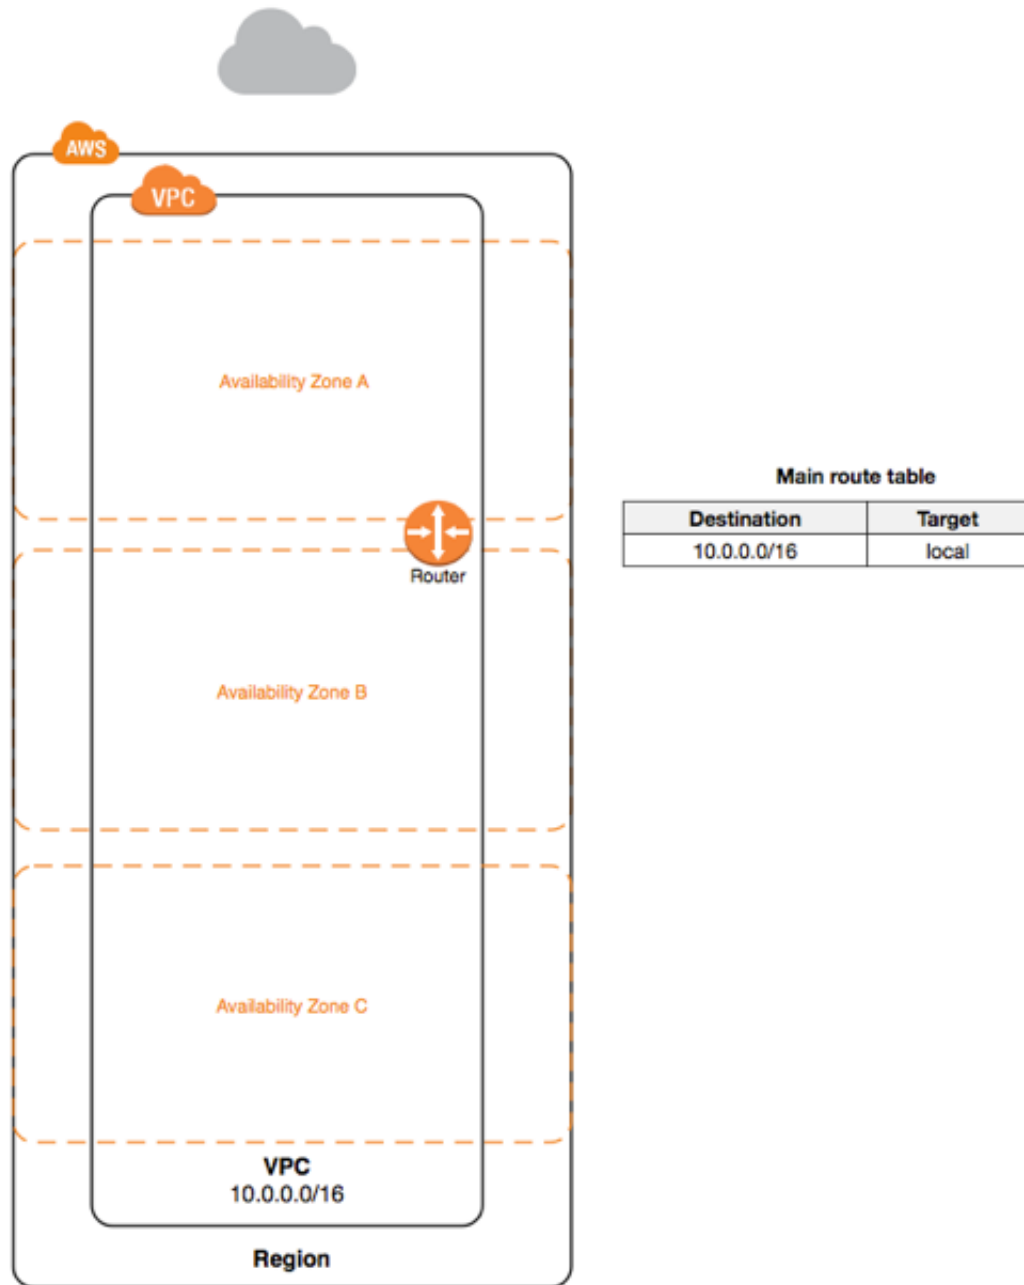 AWS
VPC
Availability Zone A
Router
Availability Zone B
Availability Zone C
VPC
10.0.0.0/16
Region
Main route table
Destination Target
10.0.0.0/16 local